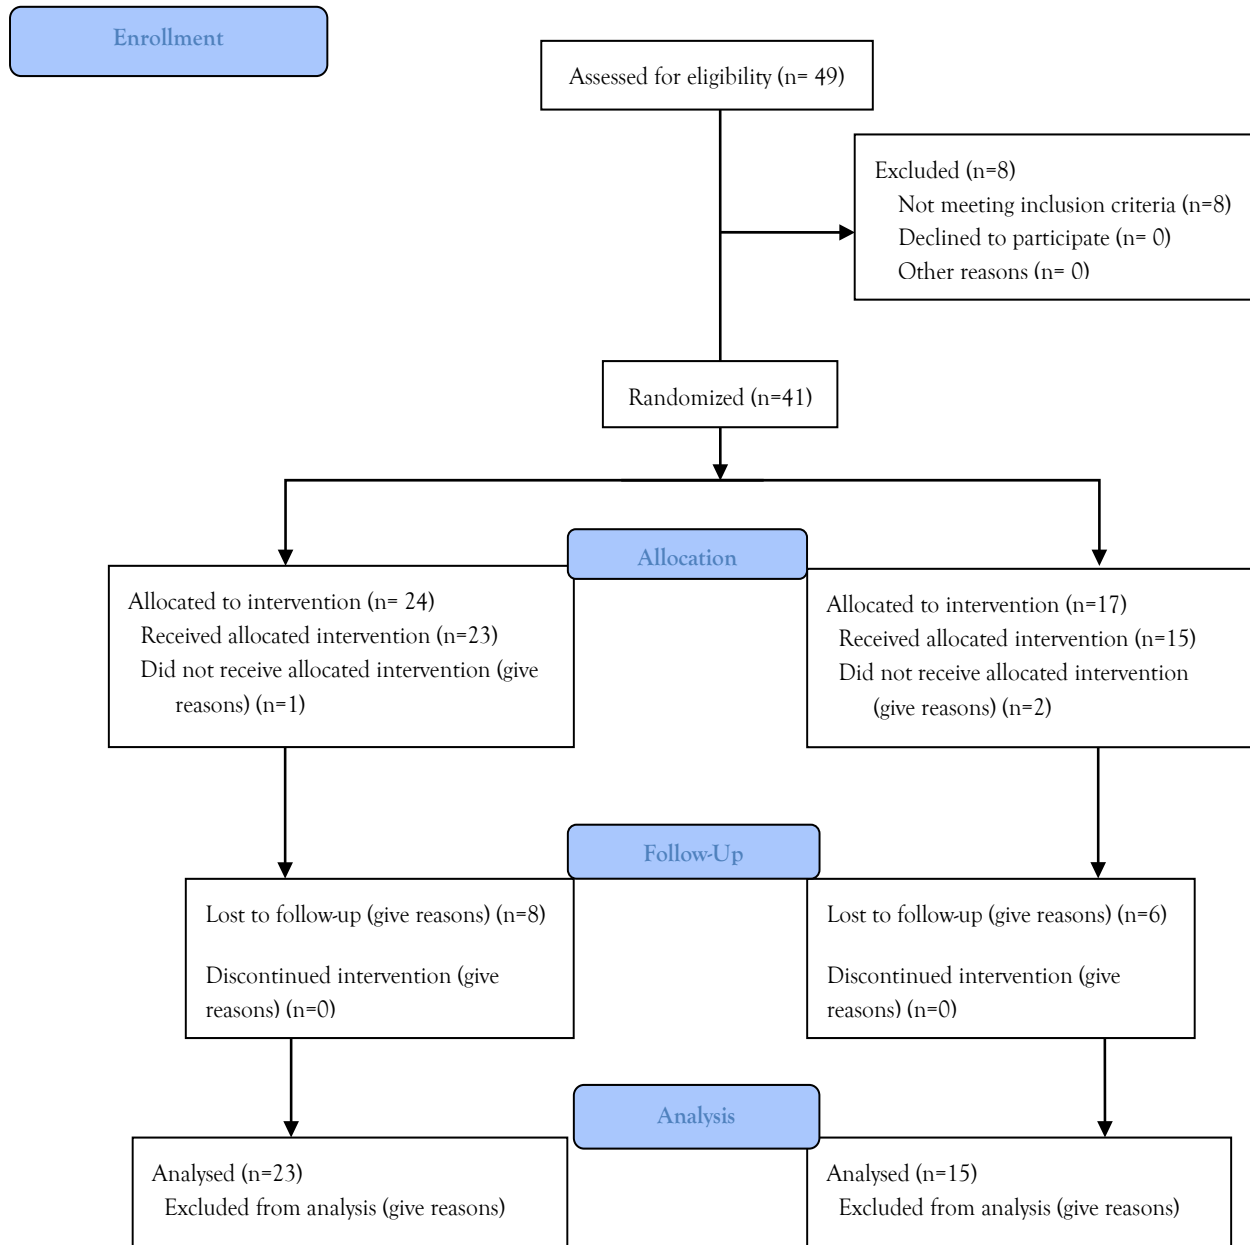 Enrollment
Assessed for eligibility (n= 49)
Excluded (n=8)
Not meeting inclusion criteria (n=8)
Declined to participate (n= 0)
Other reasons (n= 0)
Randomized (n=41)
Allocation
Allocated to intervention (n= 24)
Received allocated intervention (n=23)
Did not receive allocated intervention (give
reasons) (n=1)
Allocated to intervention (n=17)
Received allocated intervention (n=15)
Did not receive allocated intervention
(give reasons) (n=2)
Follow-Up
Lost to follow-up (give reasons) (n=8)
Discontinued intervention (give
reasons) (n=0)
Lost to follow-up (give reasons) (n=6)
Discontinued intervention (give
reasons) (n=0)
Analysis
Analysed (n=23)
Excluded from analysis (give reasons)
Analysed (n=15)
Excluded from analysis (give reasons)